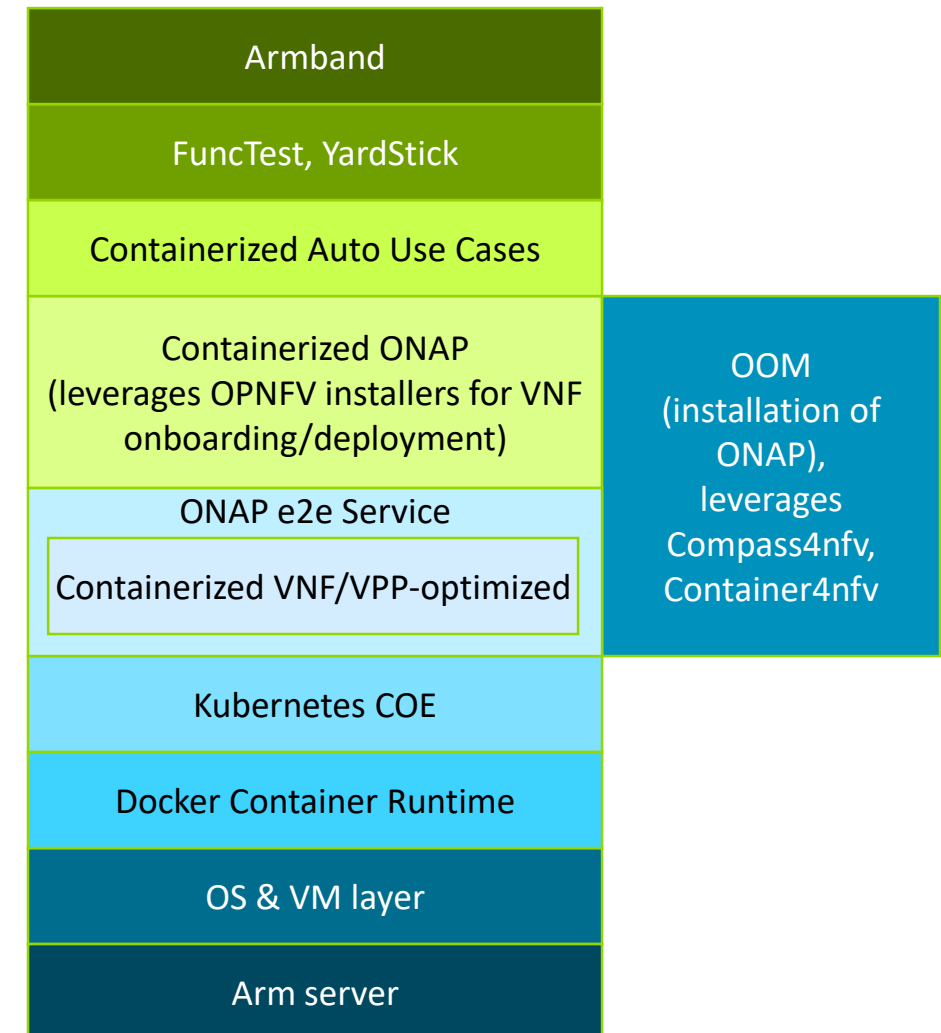 Armband
FuncTest, YardStick
Containerized Auto Use Cases
Containerized ONAP
(leverages OPNFV installers for VNF
onboarding/deployment)
OOM
(installation of
ONAP),
leverages
Compass4nfv,
Container4nfv
ONAP e2e Service
Containerized VNF/VPP-optimized
Kubernetes COE
Docker Container Runtime
OS & VM layer
Arm server